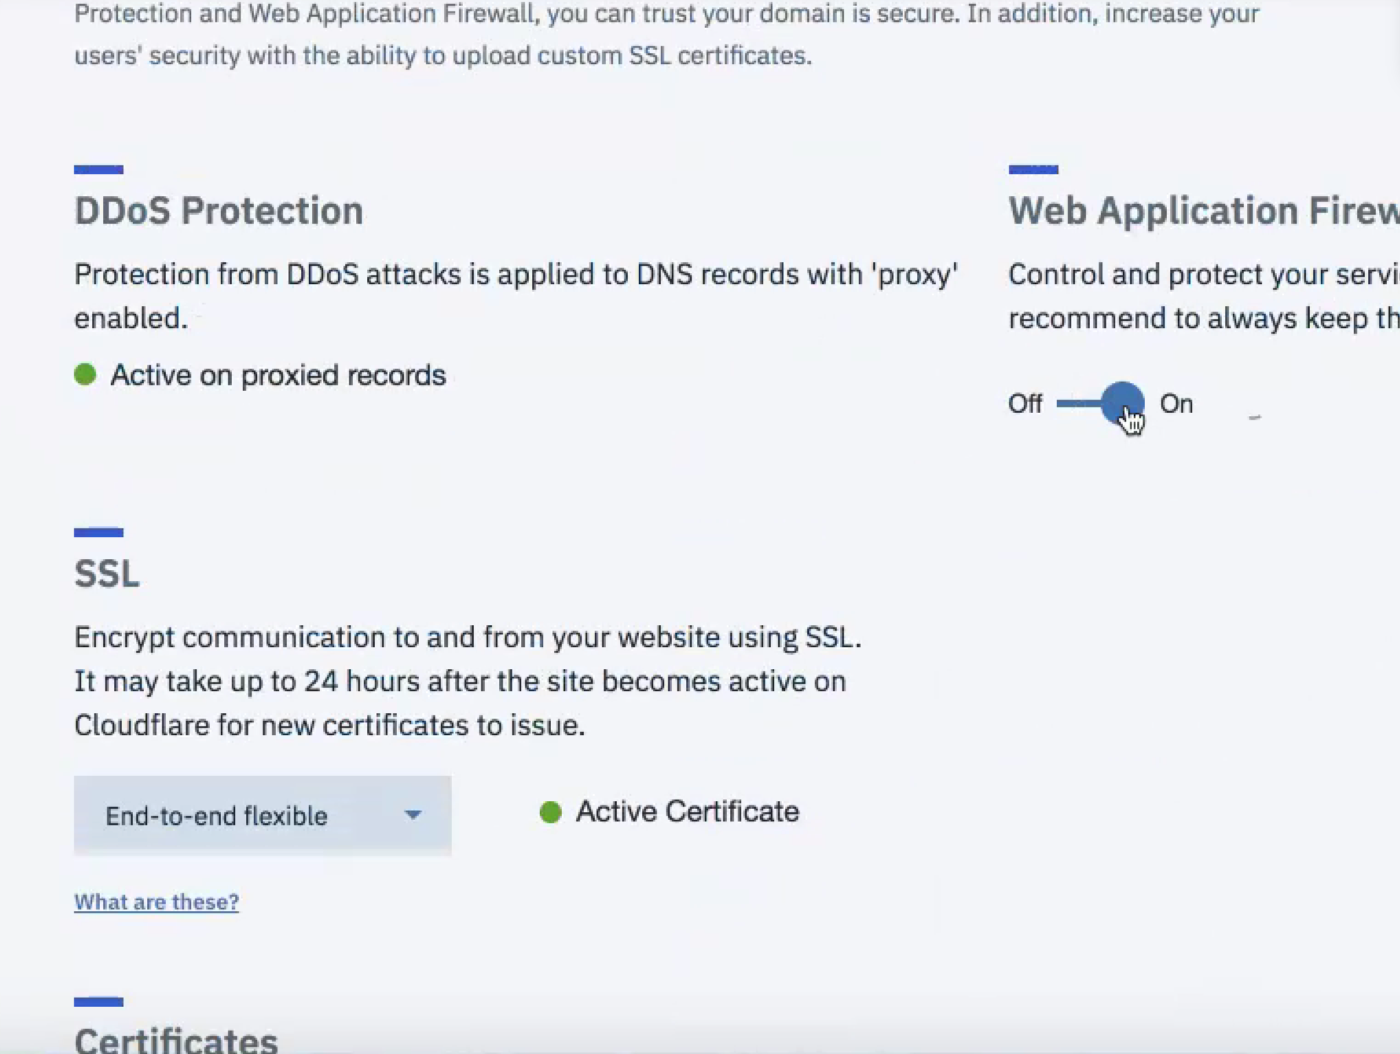 Protection and Web Application Firewall, you can trust your domain is secure. In addition, increase your
users' security with the ability to upload custom SSL certificates.
DDoS Protection
Protection from DDoS attacks is applied to DNS records with 'proxy'
enabled.
Active on proxied records
Web Application Firew
Control and protect your servi
recommend to always keep th
Off On
SSL
Encrypt communication to and from your website using SSL.
It may take up to 24 hours after the site becomes active on
Cloudflare for new certificates to issue.
End-to-end flexible
Active Certificate
What are these?
Certificates